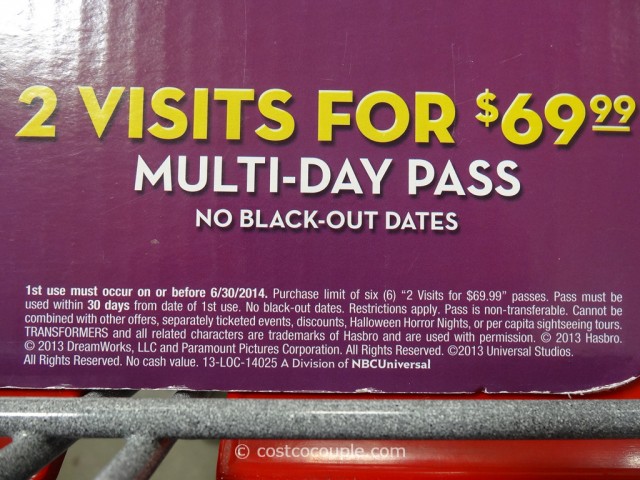 2 VISITS FOR $69.99
MULTI-DAY PASS
NO BLACK-OUT DATES
1st use must occur on or before 6/30/2014. Purchase limit of six (6) “2 Visits for $69.99” passes. Pass must be
used within 30 days from date of 1st use. No black-out dates. Restrictions apply. Pass is non-transferable. Cannot be
combined with other offers, separately ticketed events, discounts, Halloween Horror Nights, or per capita sightseeing tours.
TRANSFORMERS and all related characters are trademarks of Hasbro and are used with permission. © 2013 Hasbro.
© 2013 DreamWorks, LLC and Paramount Pictures Corporation. All Rights Reserved. ©2013 Universal Studios.
All Rights Reserved. No cash value. 13-LOC-14025 A Division of NBCUniversal
© costcocouple.com